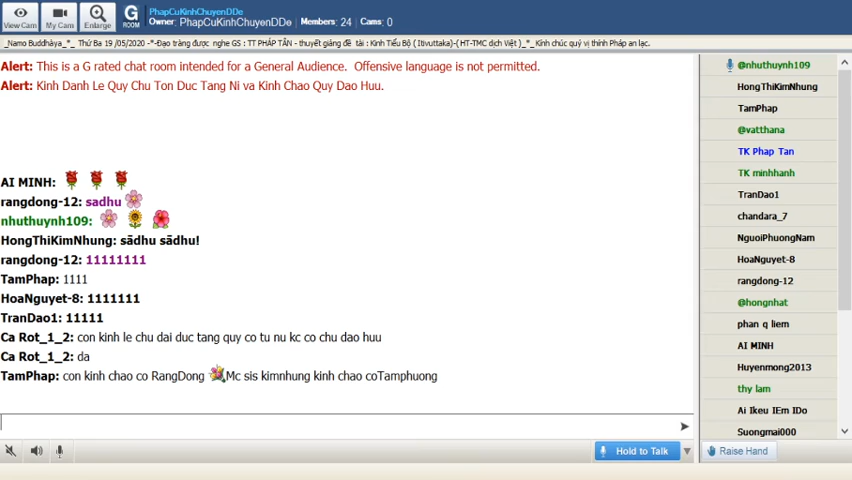 View Cam
My Cam
Enlarge
G
ROOM
PhapCuKinhChuyenDDe
Owner: PhapCuKinhChuyenDDe Members: 24 Cams: 0
_Namo Buddhàya_*_ Thứ Ba 19 /05/2020 -*-Đạo tràng được nghe GS : TT PHÁP TÂN - thuyết giảng đề tài : Kinh Tiểu Bộ ( Itivuttaka)-( HT-TMC dịch Việt )_*_ Kính chúc quý vị thính Pháp an lạc.
Alert: This is a G rated chat room intended for a General Audience. Offensive language is not permitted.
Alert: Kinh Danh Le Quy Chu Ton Duc Tang Ni va Kinh Chao Quy Dao Huu.
AI MINH:
rangdong-12: sadhu
nhuthuynh109:
HongThiKimNhung: sādhu sādhu!
rangdong-12: 11111111
TamPhap: 1111
HoaNguyet-8: 1111111
TranDao1: 11111
Ca Rot_1_2: con kinh le chu dai duc tang quy co tu nu kc co chu dao huu
Ca Rot_1_2: da
TamPhap: con kinh chao co RangDong Mc sis kimnhung kinh chao coTamphuong
Hold to Talk
@nhuthuynh109
HongThiKimNhung
TamPhap
@vatthana
TK Phap Tan
TK minhhanh
TranDao1
chandara_7
NguoiPhuongNam
HoaNguyet-8
rangdong-12
@hongnhat
phan q liem
AI MINH
Huyenmong2013
thy lam
Ai Ikeu IEm IDo
Suongmai000
Raise Hand